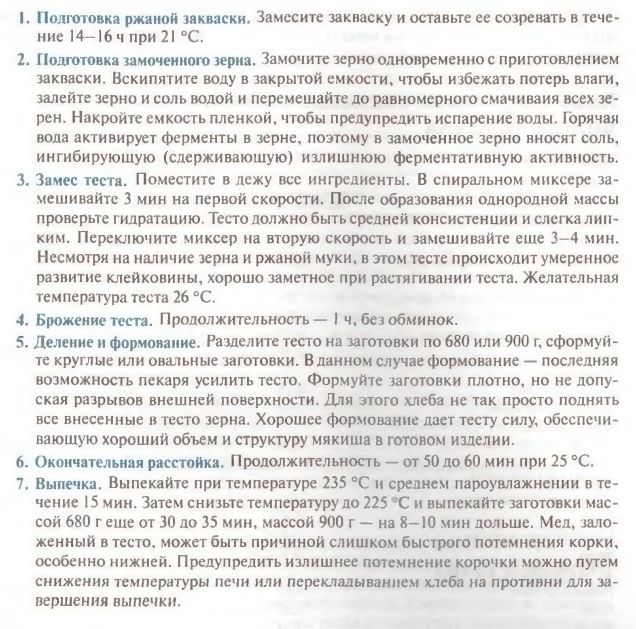 1. Подготовка ржаной закваски. Замесите закваску и оставьте ее созревать в тече-
ние 14—16 ч при 21 °C.
2. Подготовка замоченного зерна. Замочите зерно одновременно с приготовлением
закваски. Вскипятите воду в закрытой емкости, чтобы избежать потерь влаги,
залейте зерно и соль водой и перемешайте до равномерного смачиваия всех зе-
рен. Накройте емкость пленкой, чтобы предупредить испарение воды. Горячая
вода активирует ферменты в зерне, поэтому в замоченное зерно вносят соль,
ингибирующую (сдерживающую) излишнюю ферментативную активность.
3. Замес теста. Поместите в дежу все ингредиенты. В спиральном миксере за-
мешивайте 3 мин на первой скорости. После образования однородной массы
проверьте гидратацию. Тесто должно быть средней консистенции и слегка лип-
ким. Переключите миксер на вторую скорость и замешивайте еще 3—4 мин.
Несмотря на наличие зерна и ржаной муки, в этом тесте происходит умеренное
развитие клейковины, хорошо заметное при растягивании теста. Желательная
температура теста 26 °C.
4. Брожение теста. Продолжительность — 1 ч, без обминок.
5. Деление и формование. Разделите тесто на заготовки по 680 или 900 г, сформуй-
те круглые или овальные заготовки. В данном случае формование — последняя
возможность пекаря усилить тесто. Формуйте заготовки плотно, но не допу-
ская разрывов внешней поверхности. Для этого хлеба не так просто поднять
все внесенные в тесто зерна. Хорошее формование дает тесту силу, обеспечи-
вающую хороший объем и структуру мякиша в готовом изделии.
6. Окончательная расстойка. Продолжительность — от 50 до 60 мин при 25 °C.
7. Выпечка. Выпекайте при температуре 235 °C и среднем пароувлажнении в те-
чение 15 мин. Затем снизьте температуру до 225 °C и выпекайте заготовки мас-
сой 680 г еще от 30 до 35 мин, массой 900 г — на 8—10 мин дольше. Мед, зало-
женный в тесто, может быть причиной слишком быстрого потемнения корки,
особенно нижней. Предупредить излишнее потемнение корочки можно путем
снижения температуры печи или перекладыванием хлеба на противни для за-
вершения выпечки.